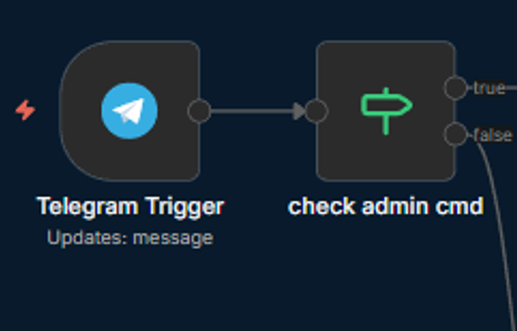 true
false
Telegram Trigger
check admin cmd
Updates: message